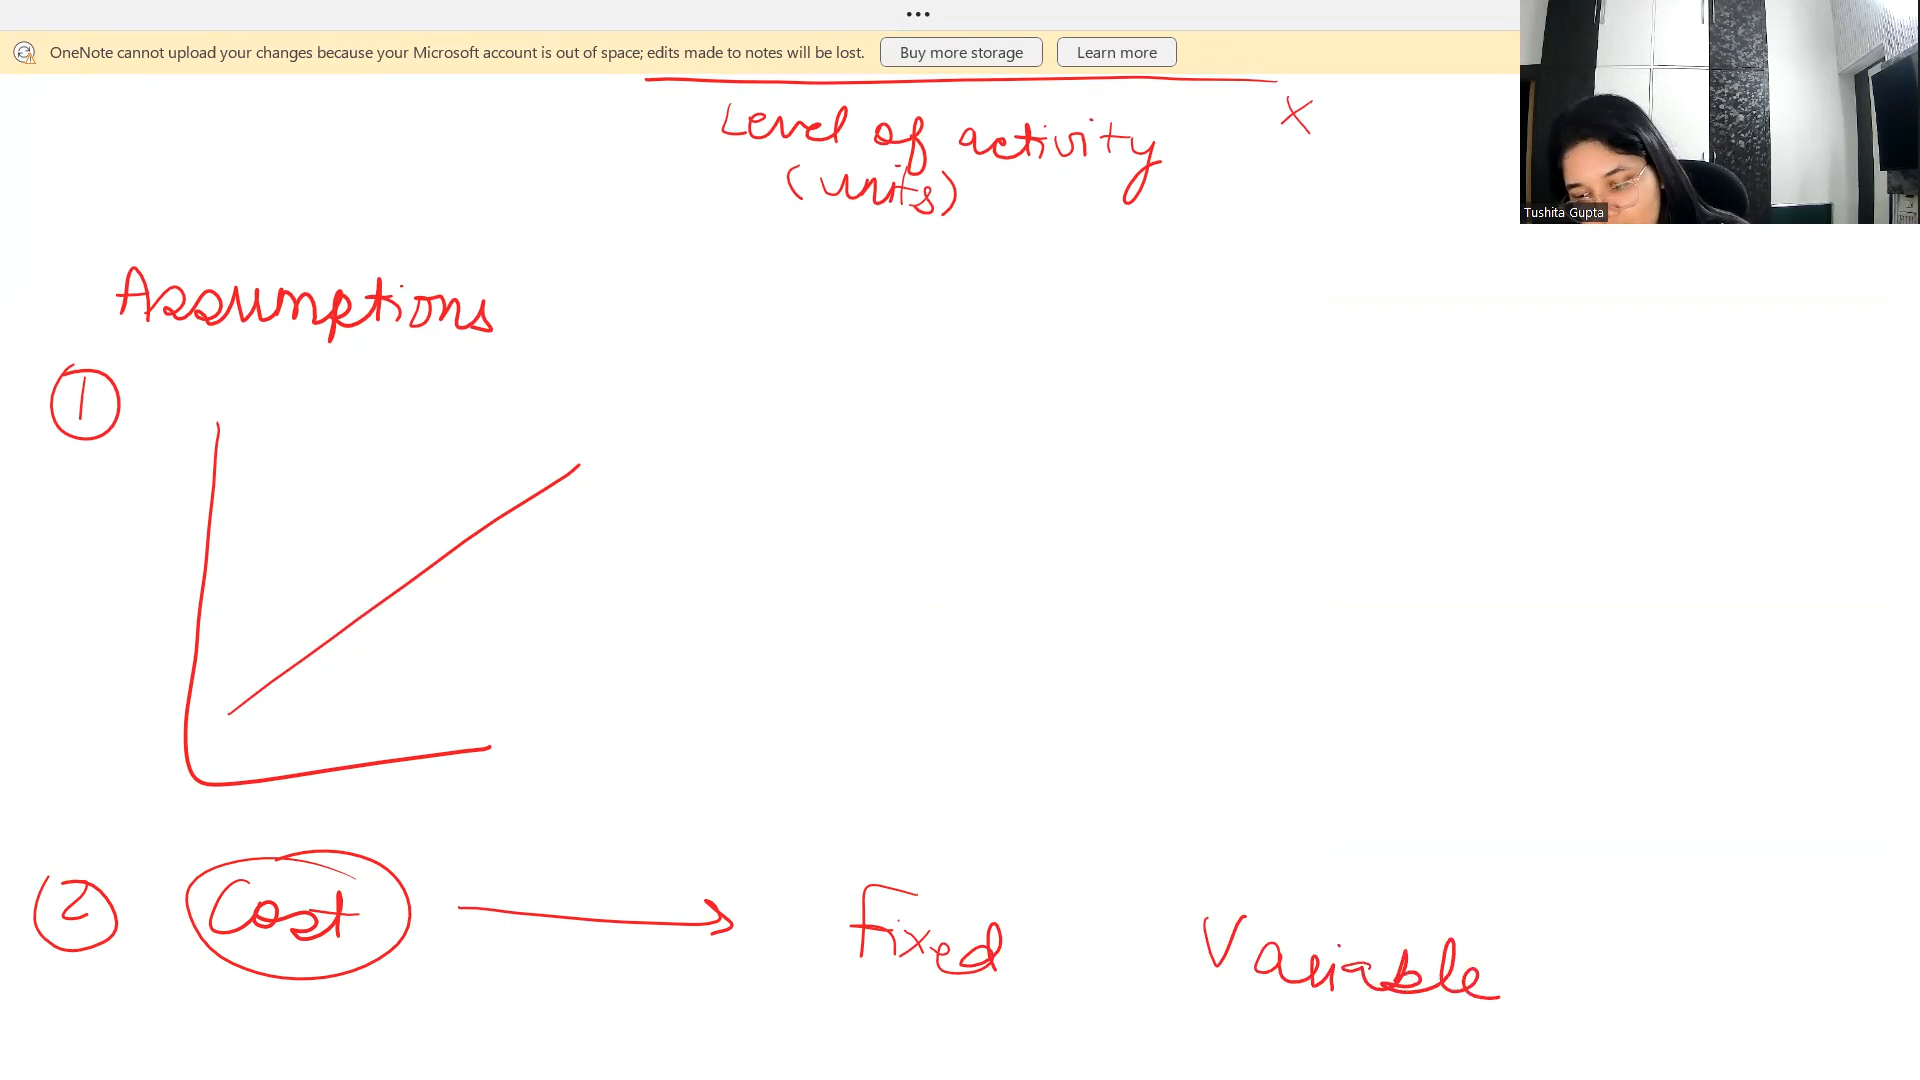 •••
OneNote cannot upload your changes because your Microsoft account is out of space; edits made to notes will be lost. Buy more storage Learn more
Level of activity X
(units)
Tushita Gupta
Assumptions
1
2 Cost Fixed Variable